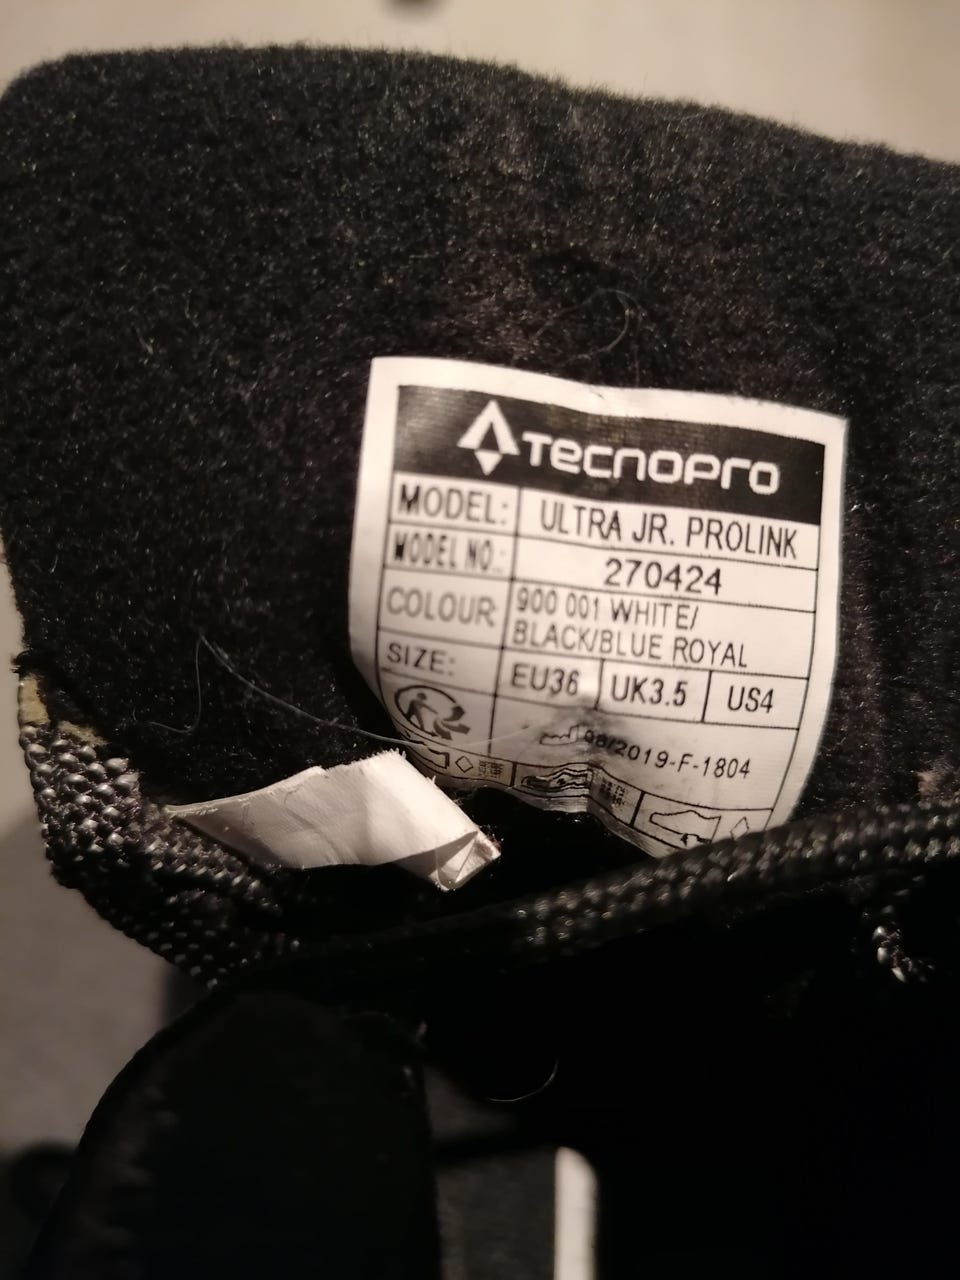 TECNOPRO
MODEL: ULTRA JR. PROLINK
MODEL NO.: 270424
COLOUR 900 001 WHITE/
BLACK/BLUE ROYAL
SIZE: EU36 UK3.5 US4
08/2019-F-1804